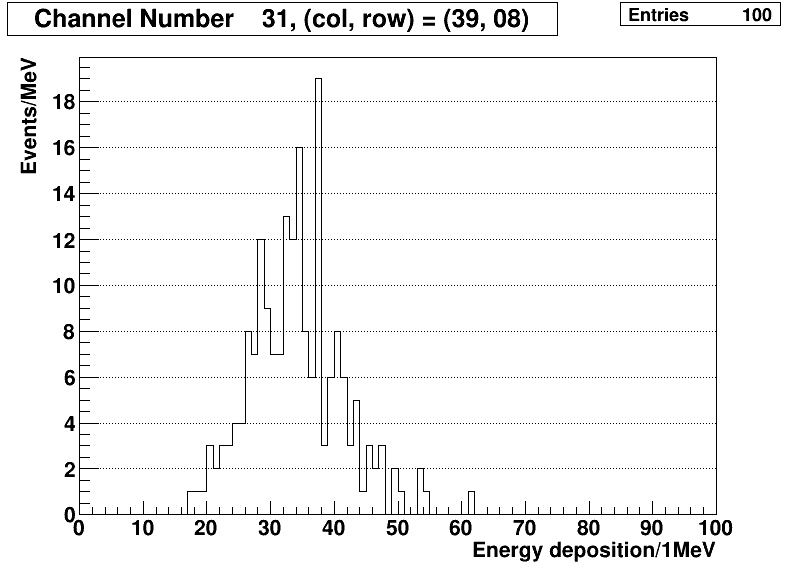 Channel Number 31, (col, row) = (39, 08)
Entries 100
Events/MeV
18
16
14
12
10
8
6
4
2
0
0 10 20 30 40 50 60 70 80 90 100
Energy deposition/1MeV